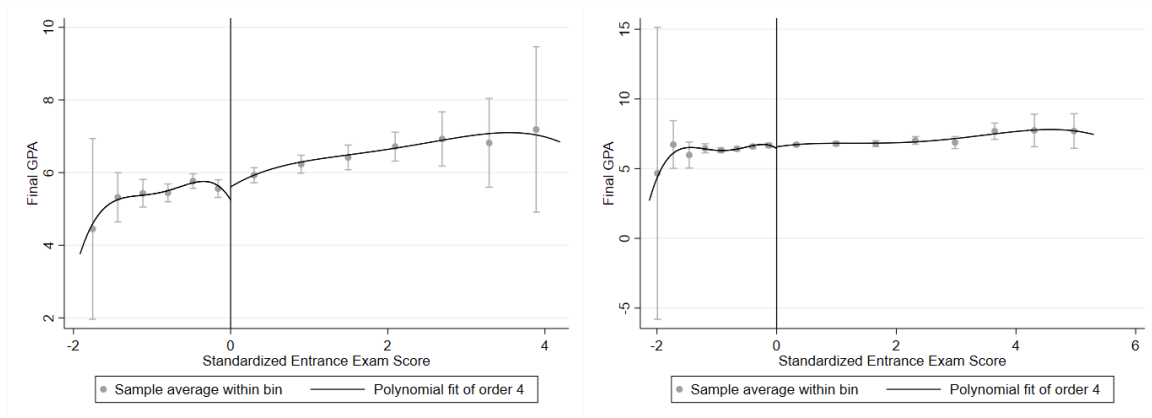 10
8
6
4
2
Final GPA
-2
0
2
4
Standardized Entrance Exam Score
Sample average within bin
Polynomial fit of order 4
15
10
5
0
-5
Final GPA
-2
0
2
4
6
Standardized Entrance Exam Score
Sample average within bin
Polynomial fit of order 4